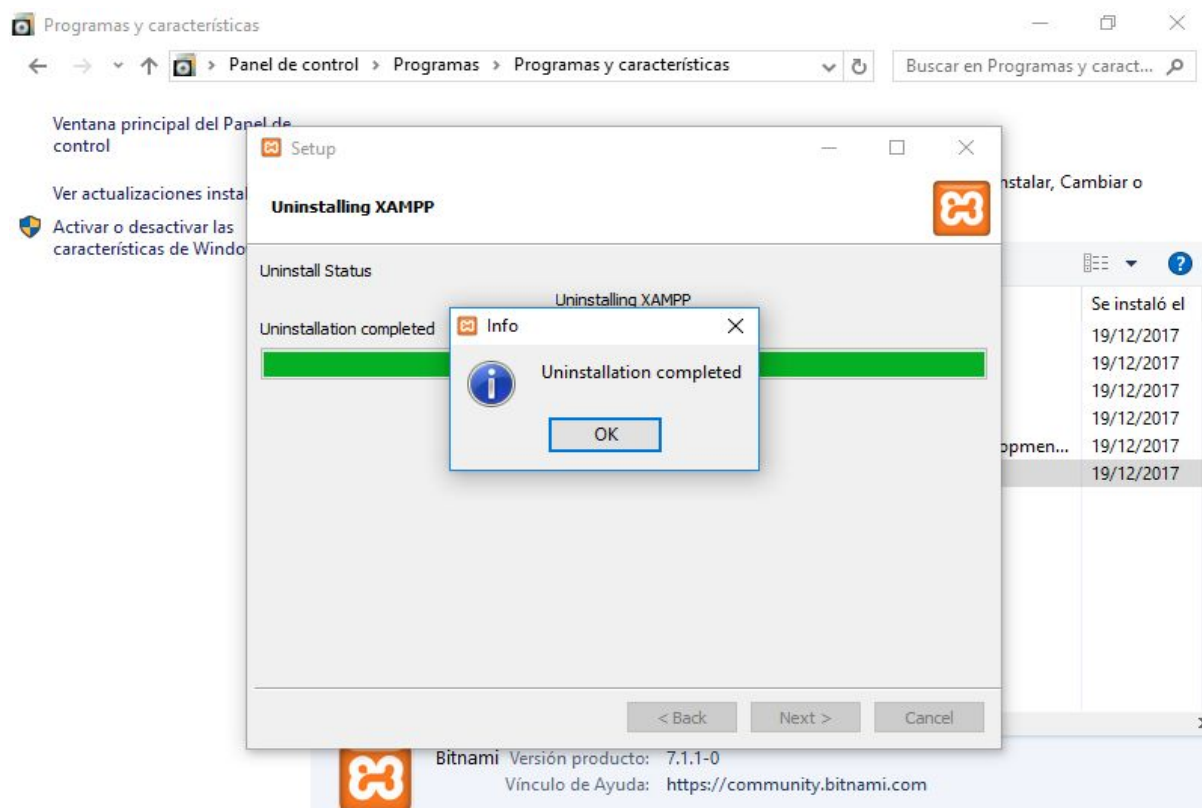 Programas y características
Panel de control > Programas > Programas y características
Buscar en Programas y caract...
Ventana principal del Panel de
control
Ver actualizaciones instal
Activar o desactivar las
características de Windo
Setup
Uninstalling XAMPP
Uninstall Status
Uninstalling XAMPP
Uninstallation completed
Info
Uninstallation completed
OK
< Back
Next >
Cancel
nstalar, Cambiar o
Se instaló el
19/12/2017
19/12/2017
19/12/2017
19/12/2017
opmen... 19/12/2017
19/12/2017
Bitnami Versión producto: 7.1.1-0
Vínculo de Ayuda: https://community.bitnami.com